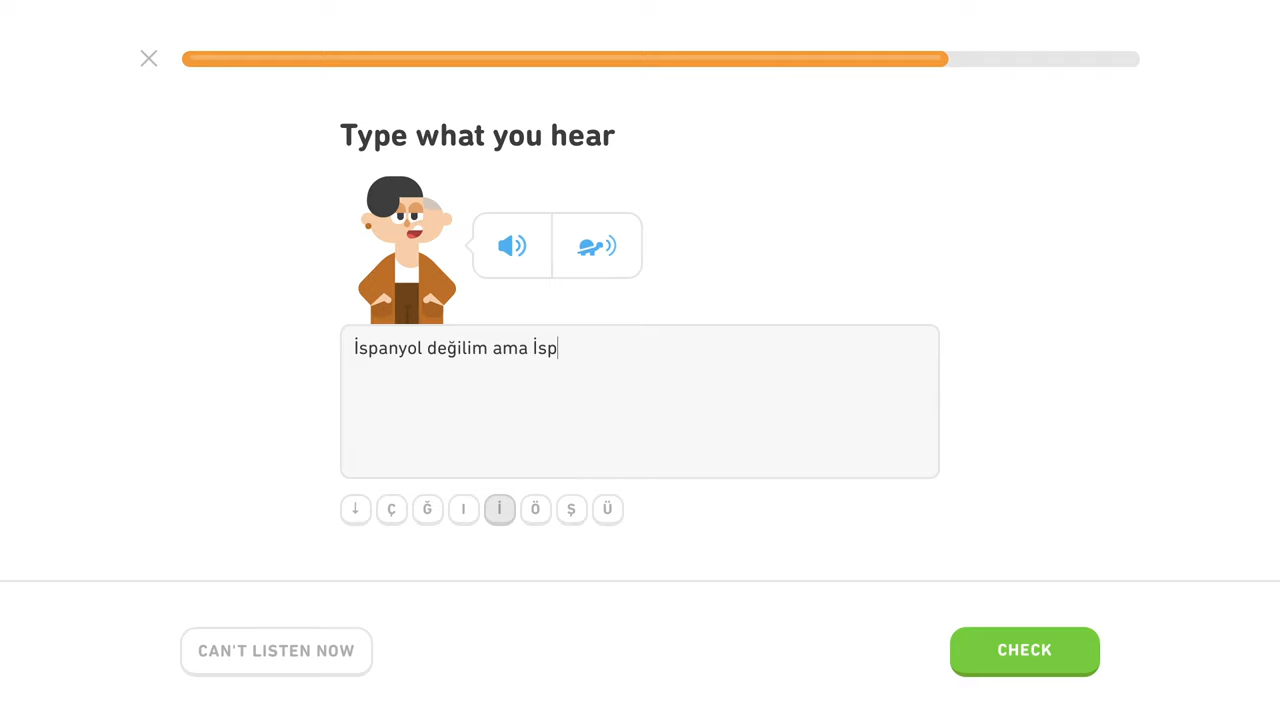 Type what you hear
İspanyol değilim ama İsp
↓ Ç Ğ I İ Ö Ş Ü
CAN'T LISTEN NOW
CHECK